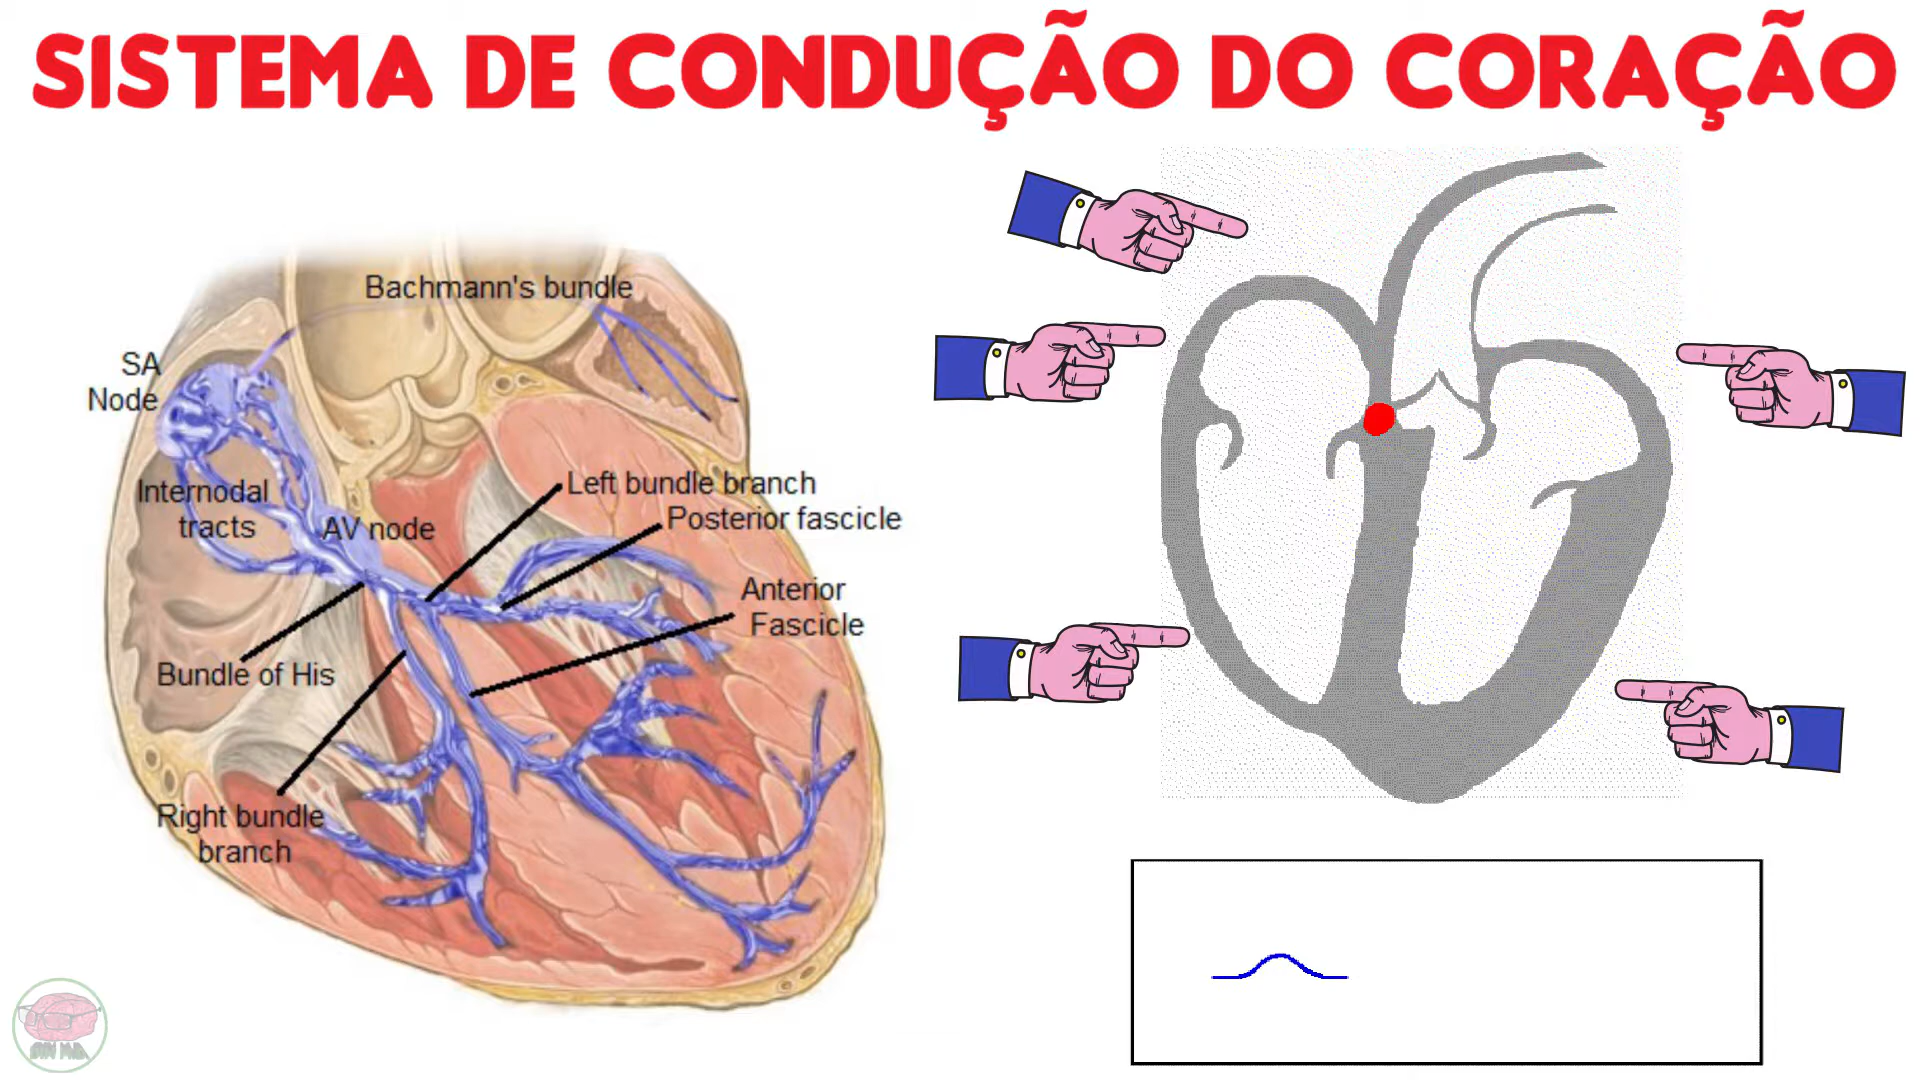 SISTEMA DE CONDUÇÃO DO CORAÇÃO
Bachmann's bundle
SA
Node
Internodal
tracts
AV node
Left bundle branch
Posterior fascicle
Anterior
Fascicle
Bundle of His
Right bundle
branch